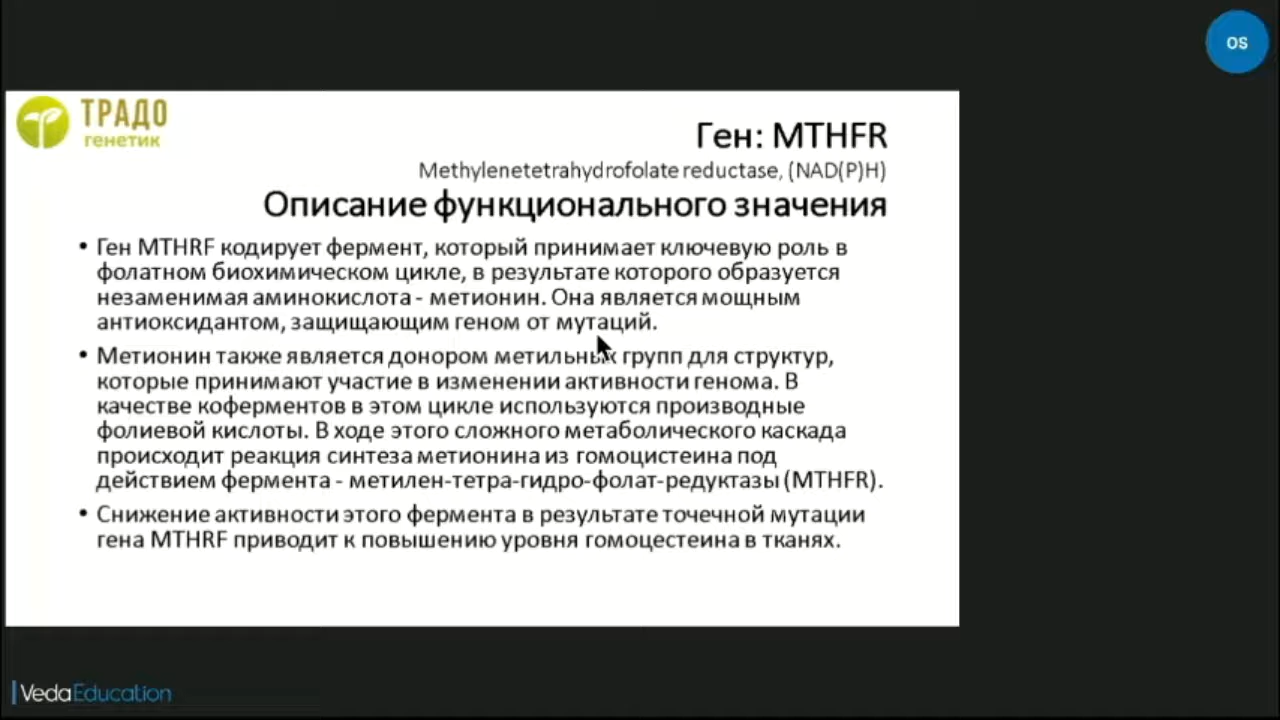 OS
ТРАДО
генетик
Ген: MTHFR
Methylenetetrahydrofolate reductase, (NAD(P)H)
Описание функционального значения
• Ген MTHRF кодирует фермент, который принимает ключевую роль в
фолатном биохимическом цикле, в результате которого образуется
незаменимая аминокислота - метионин. Она является мощным
антиоксидантом, защищающим геном от мутаций.
• Метионин также является донором метильных групп для структур,
которые принимают участие в изменении активности генома. В
качестве коферментов в этом цикле используются производные
фолиевой кислоты. В ходе этого сложного метаболического каскада
происходит реакция синтеза метионина из гомоцистеина под
действием фермента - метилен-тетра-гидро-фолат-редуктазы (MTHFR).
• Снижение активности этого фермента в результате точечной мутации
гена MTHRF приводит к повышению уровня гомоцестеина в тканях.
VedaEducation